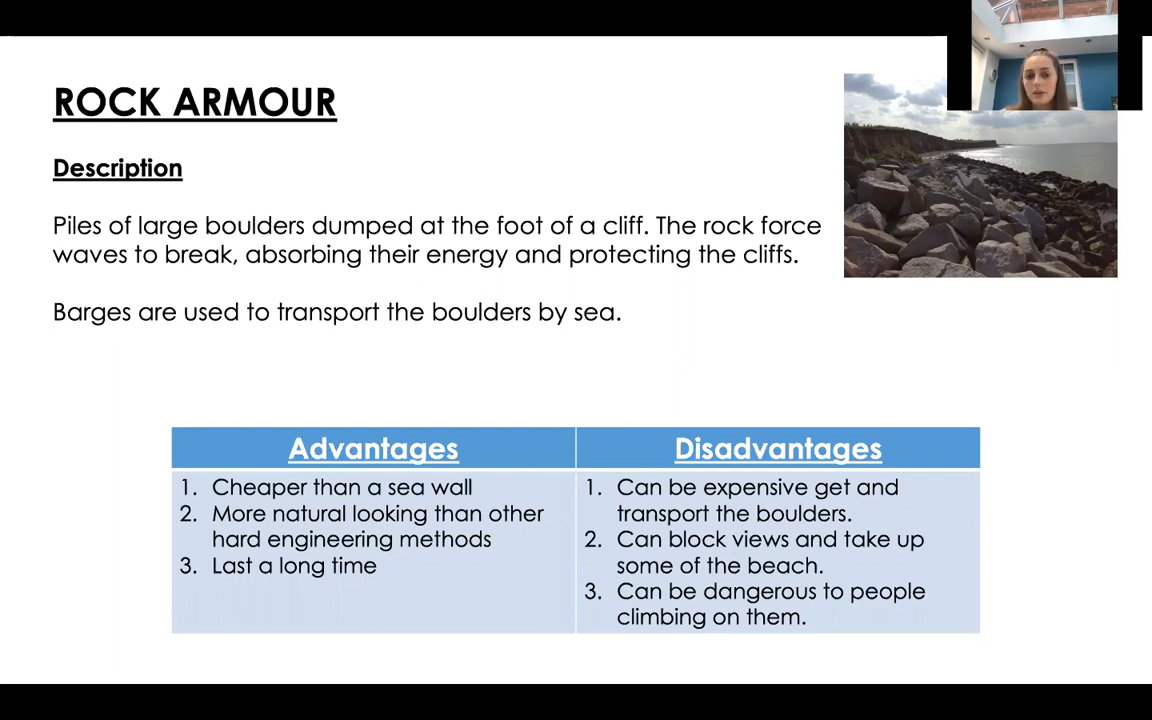 ROCK ARMOUR
Description
Piles of large boulders dumped at the foot of a cliff. The rock force
waves to break, absorbing their energy and protecting the cliffs.
Barges are used to transport the boulders by sea.
Advantages
1. Cheaper than a sea wall
2. More natural looking than other
hard engineering methods
3. Last a long time
Disadvantages
1. Can be expensive get and
transport the boulders.
2. Can block views and take up
some of the beach.
3. Can be dangerous to people
climbing on them.